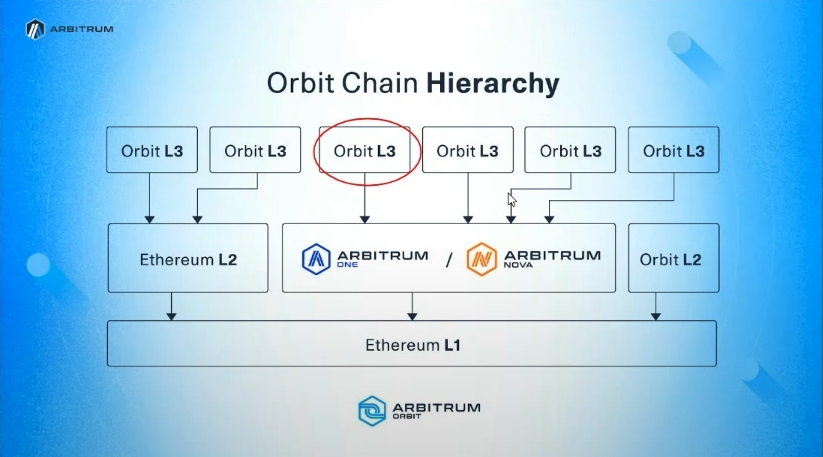 ARBITRUM
Orbit Chain Hierarchy
Orbit L3
Orbit L3
Orbit L3
Orbit L3
Orbit L3
Orbit L3
Ethereum L2
ARBITRUM
ONE
/
ARBITRUM
NOVA
Orbit L2
Ethereum L1
ARBITRUM
ORBIT